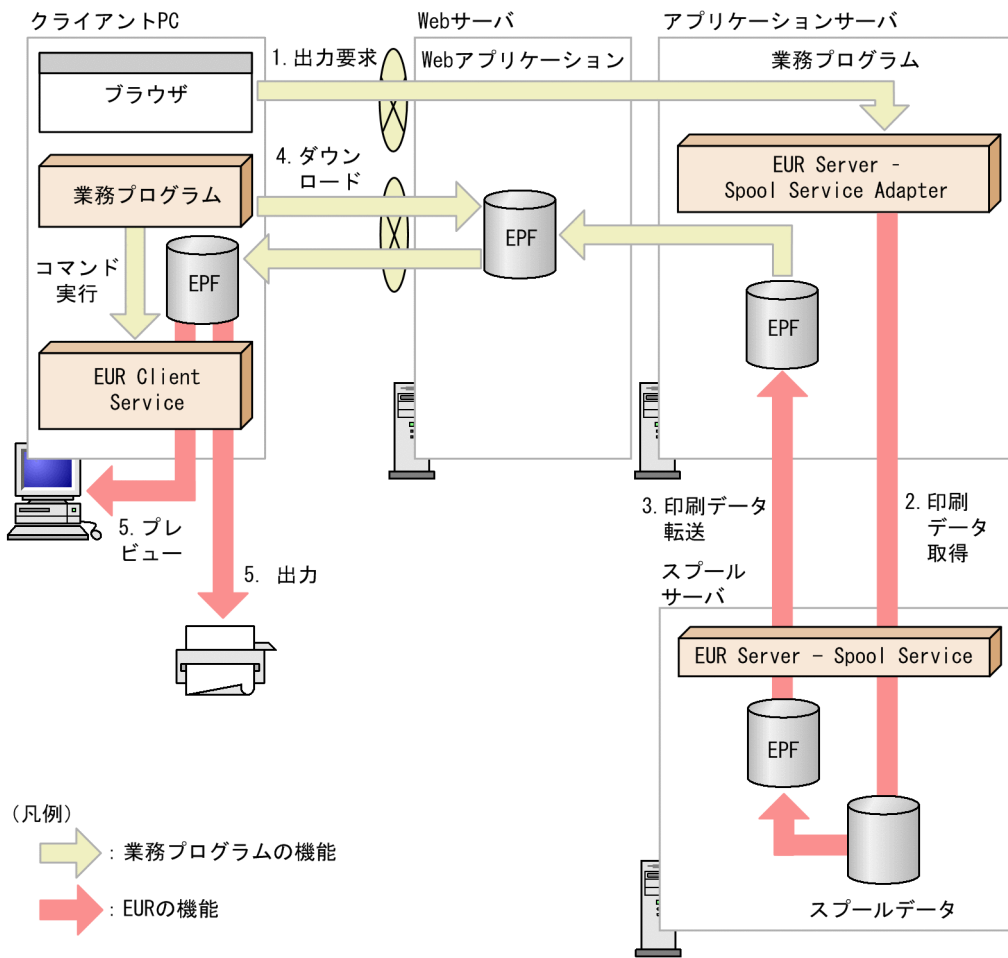 クライアントPC
Webサーバ
アプリケーションサーバ
1. 出力要求
Webアプリケーション
業務プログラム
ブラウザ
EUR Server -
Spool Service Adapter
4. ダウン
ロード
業務プログラム
EPF
コマンド
実行
EPF
EPF
EUR Client
Service
5. プレ
ビュー
3. 印刷データ
転送
2. 印刷
データ
取得
5. 出力
スプール
サーバ
EUR Server - Spool Service
EPF
スプールデータ
(凡例)
: 業務プログラムの機能
: EURの機能